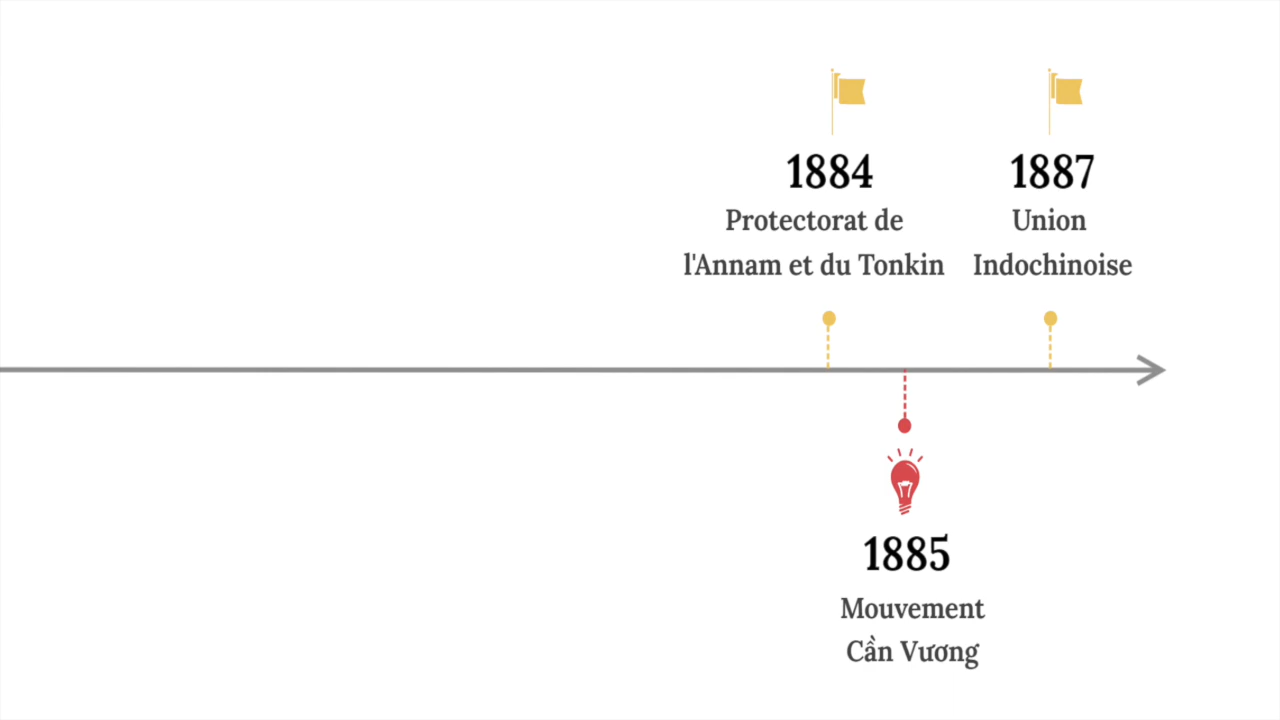 1884
Protectorat de
l'Annam et du Tonkin
1887
Union
Indochinoise
1885
Mouvement
Cần Vương